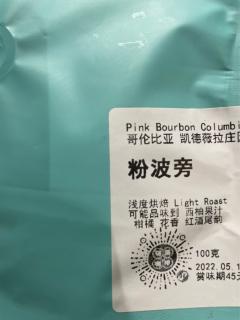 Pink Bourbon Columbi
哥伦比亚 凯德薇拉庄
粉波旁
浅度烘焙 Light Roast
可能品味到 西柚果汁
柑橘 花香 红酒尾韵
100克
2022.05.1
赏味期45天